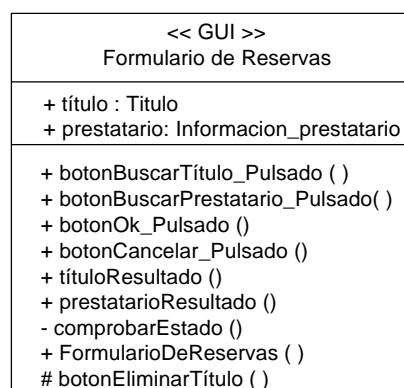 << GUI >>
Formulario de Reservas
+ título : Titulo
+ prestatario: Informacion_prestatario
+ botonBuscarTítulo_Pulsado ( )
+ botonBuscarPrestatario_Pulsado( )
+ botonOk_Pulsado ()
+ botonCancelar_Pulsado ()
+ títuloResultado ()
+ prestatarioResultado ()
- comprobarEstado ()
+ FormularioDeReservas ( )
# botonEliminarTítulo ( )